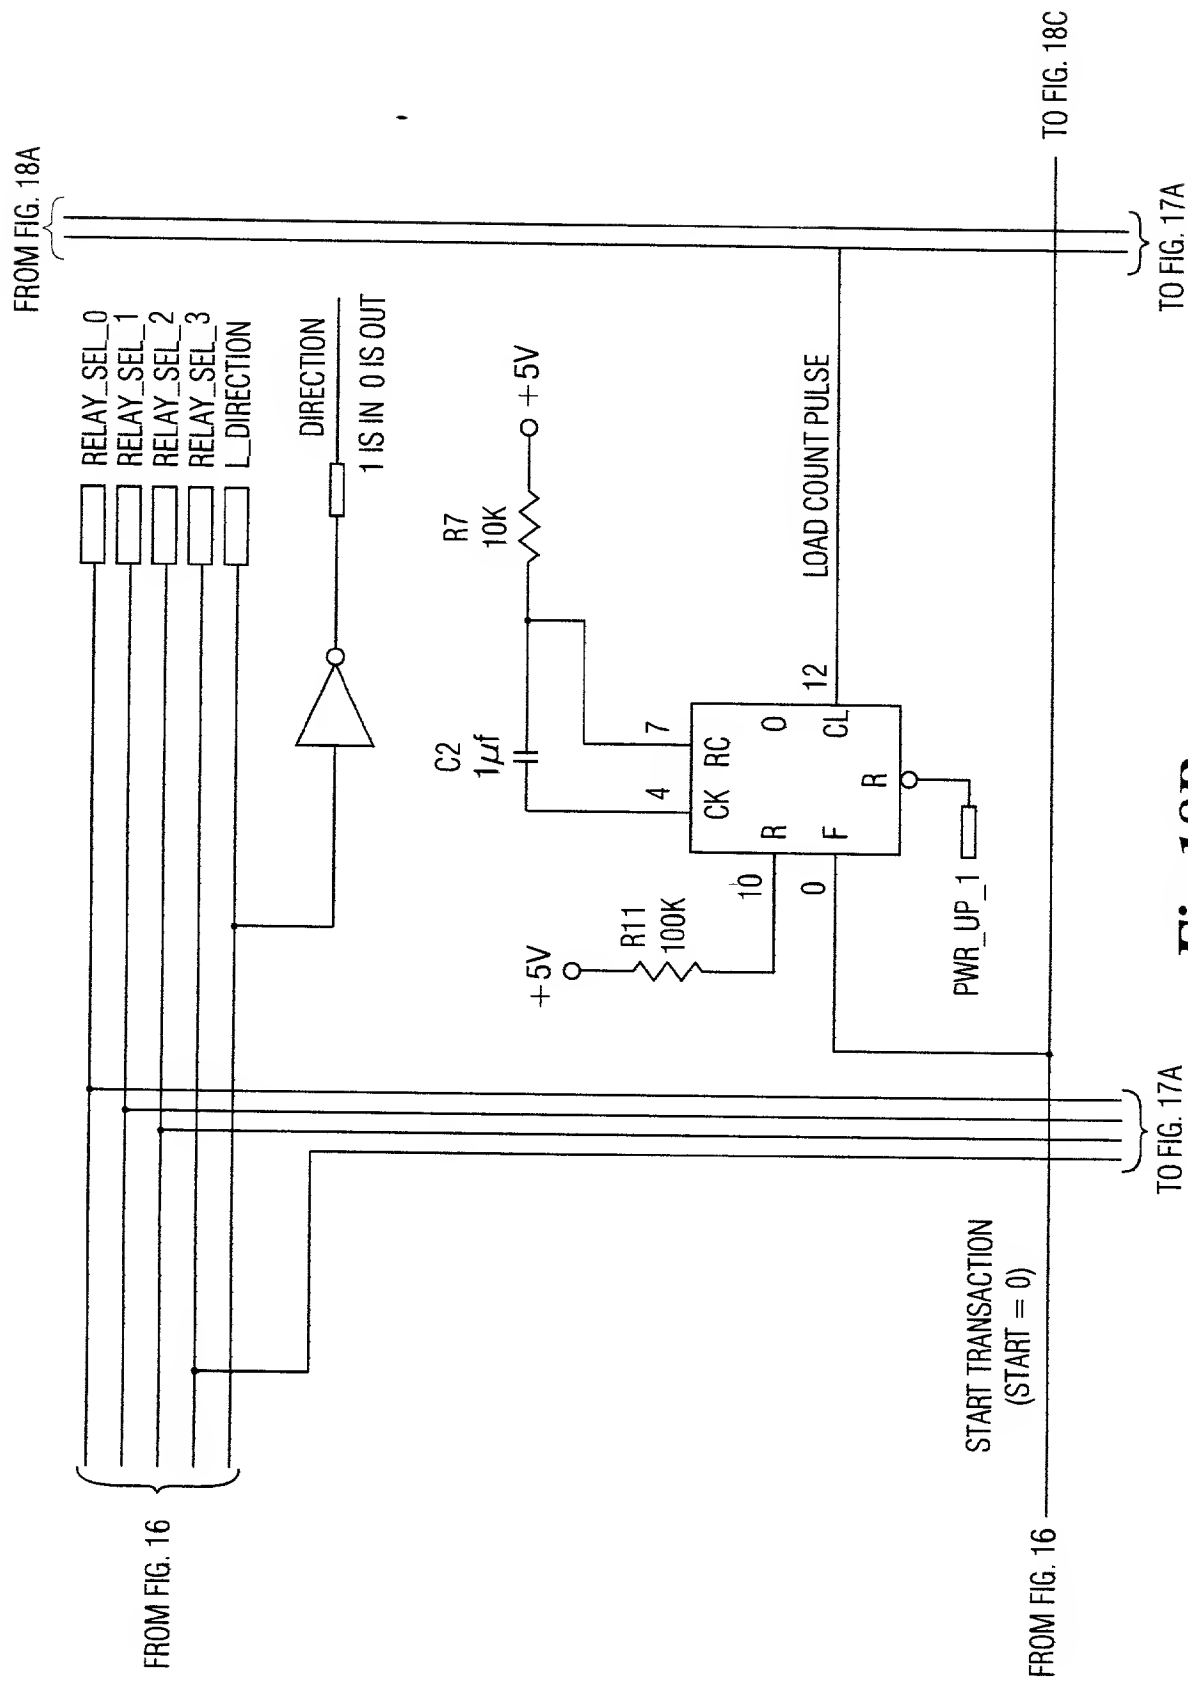 FROM FIG. 18A
RELAY_SEL_0
RELAY_SEL_1
RELAY_SEL_2
RELAY_SEL_3
L_DIRECTION
DIRECTION
1 IS IN 0 IS OUT
FROM FIG. 16
R7
10K
+5V
C2
1µf
4
7
CK RC
R
O
F
CL
R
10
0
12
+5V
R11
100K
PWR_UP_1
LOAD COUNT PULSE
START TRANSACTION
(START = 0)
FROM FIG. 16
TO FIG. 18C
TO FIG. 17A
TO FIG. 17A